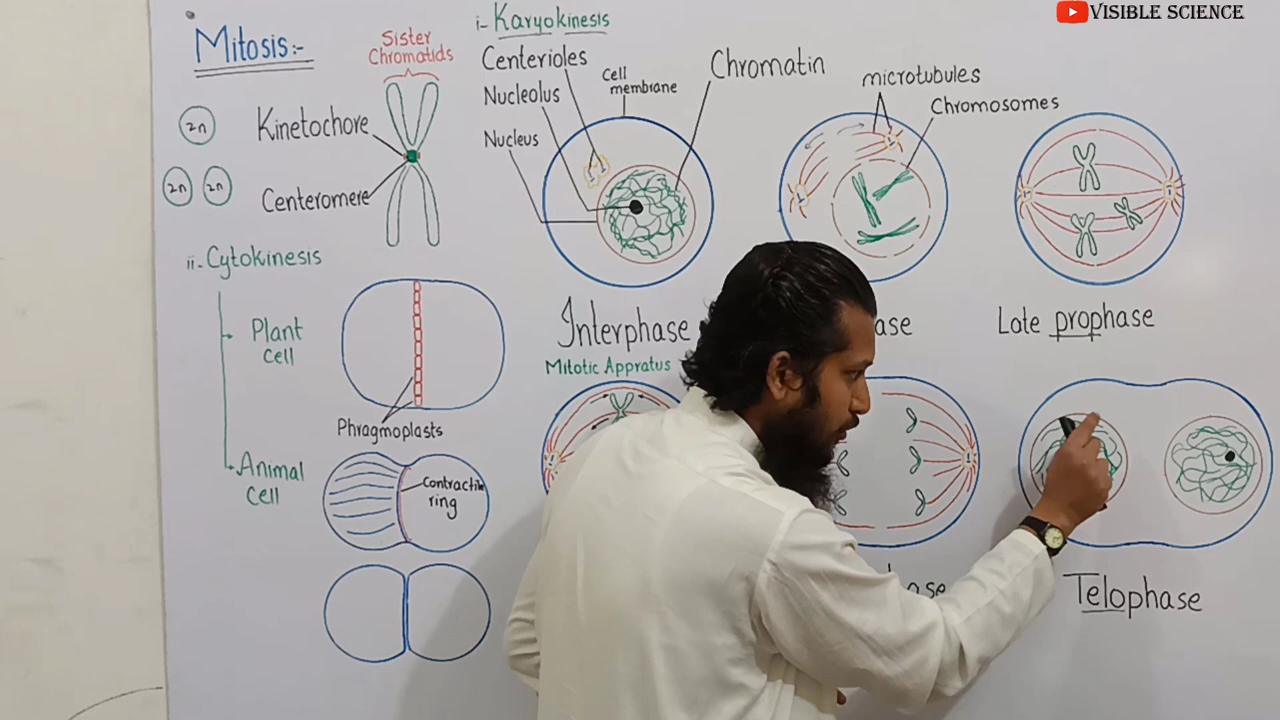 VISIBLE SCIENCE
Mitosis:-
Sister
Chromatids
2n
2n 2n
Kinetochore
Centeromere
i- Karyokinesis
Centerioles
Nucleolus
Nucleus
Cell
membrane
Chromatin
microtubules
Chromosomes
Interphase
ase
Late prophase
ii- Cytokinesis
Plant
cell
Phragmoplasts
Animal
Cell
Contractile
ring
Mitotic Appratus
ase
Telophase